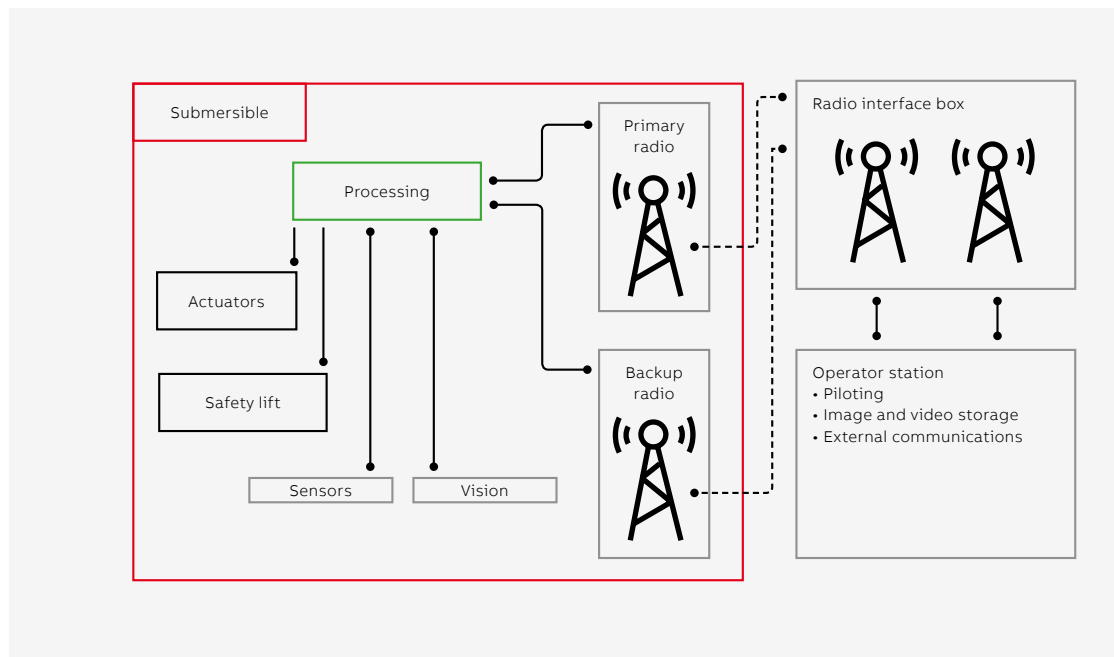 Submersible
Processing
Actuators
Safety lift
Sensors
Vision
Primary
radio
Backup
radio
Radio interface box
Operator station
• Piloting
• Image and video storage
• External communications